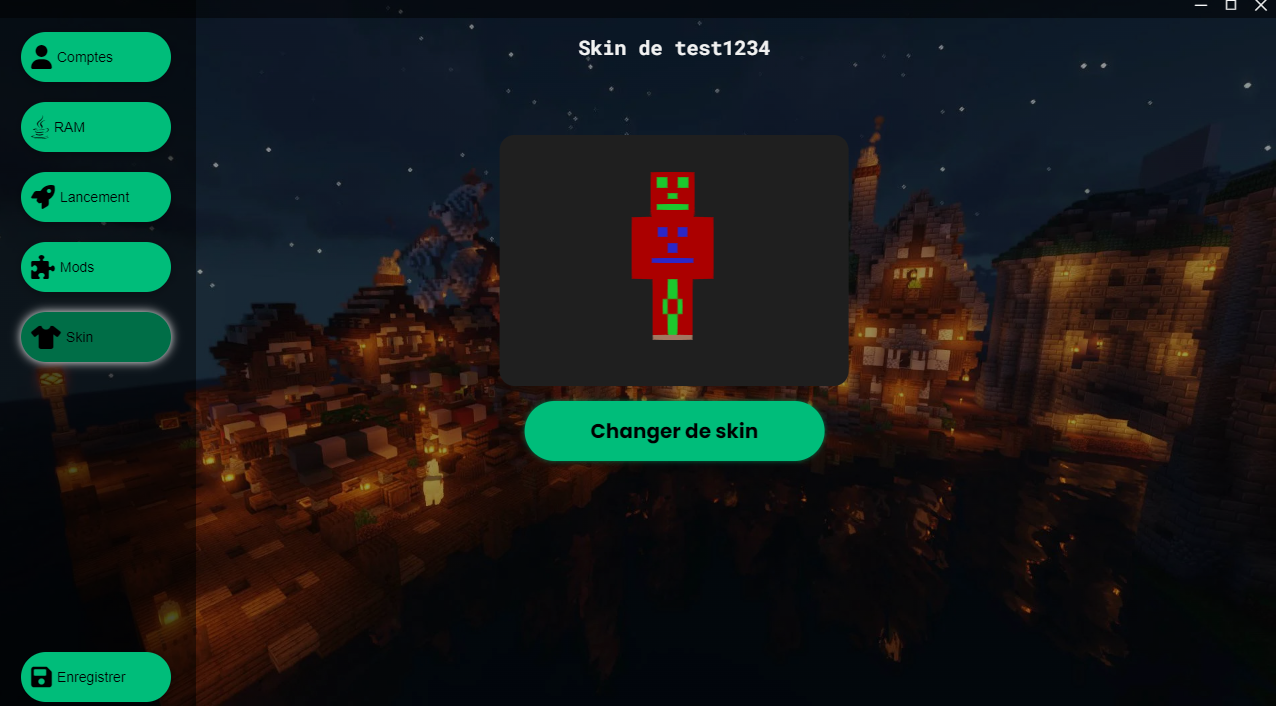 Skin de test1234
Comptes
RAM
Lancement
Mods
Skin
Changer de skin
Enregistrer